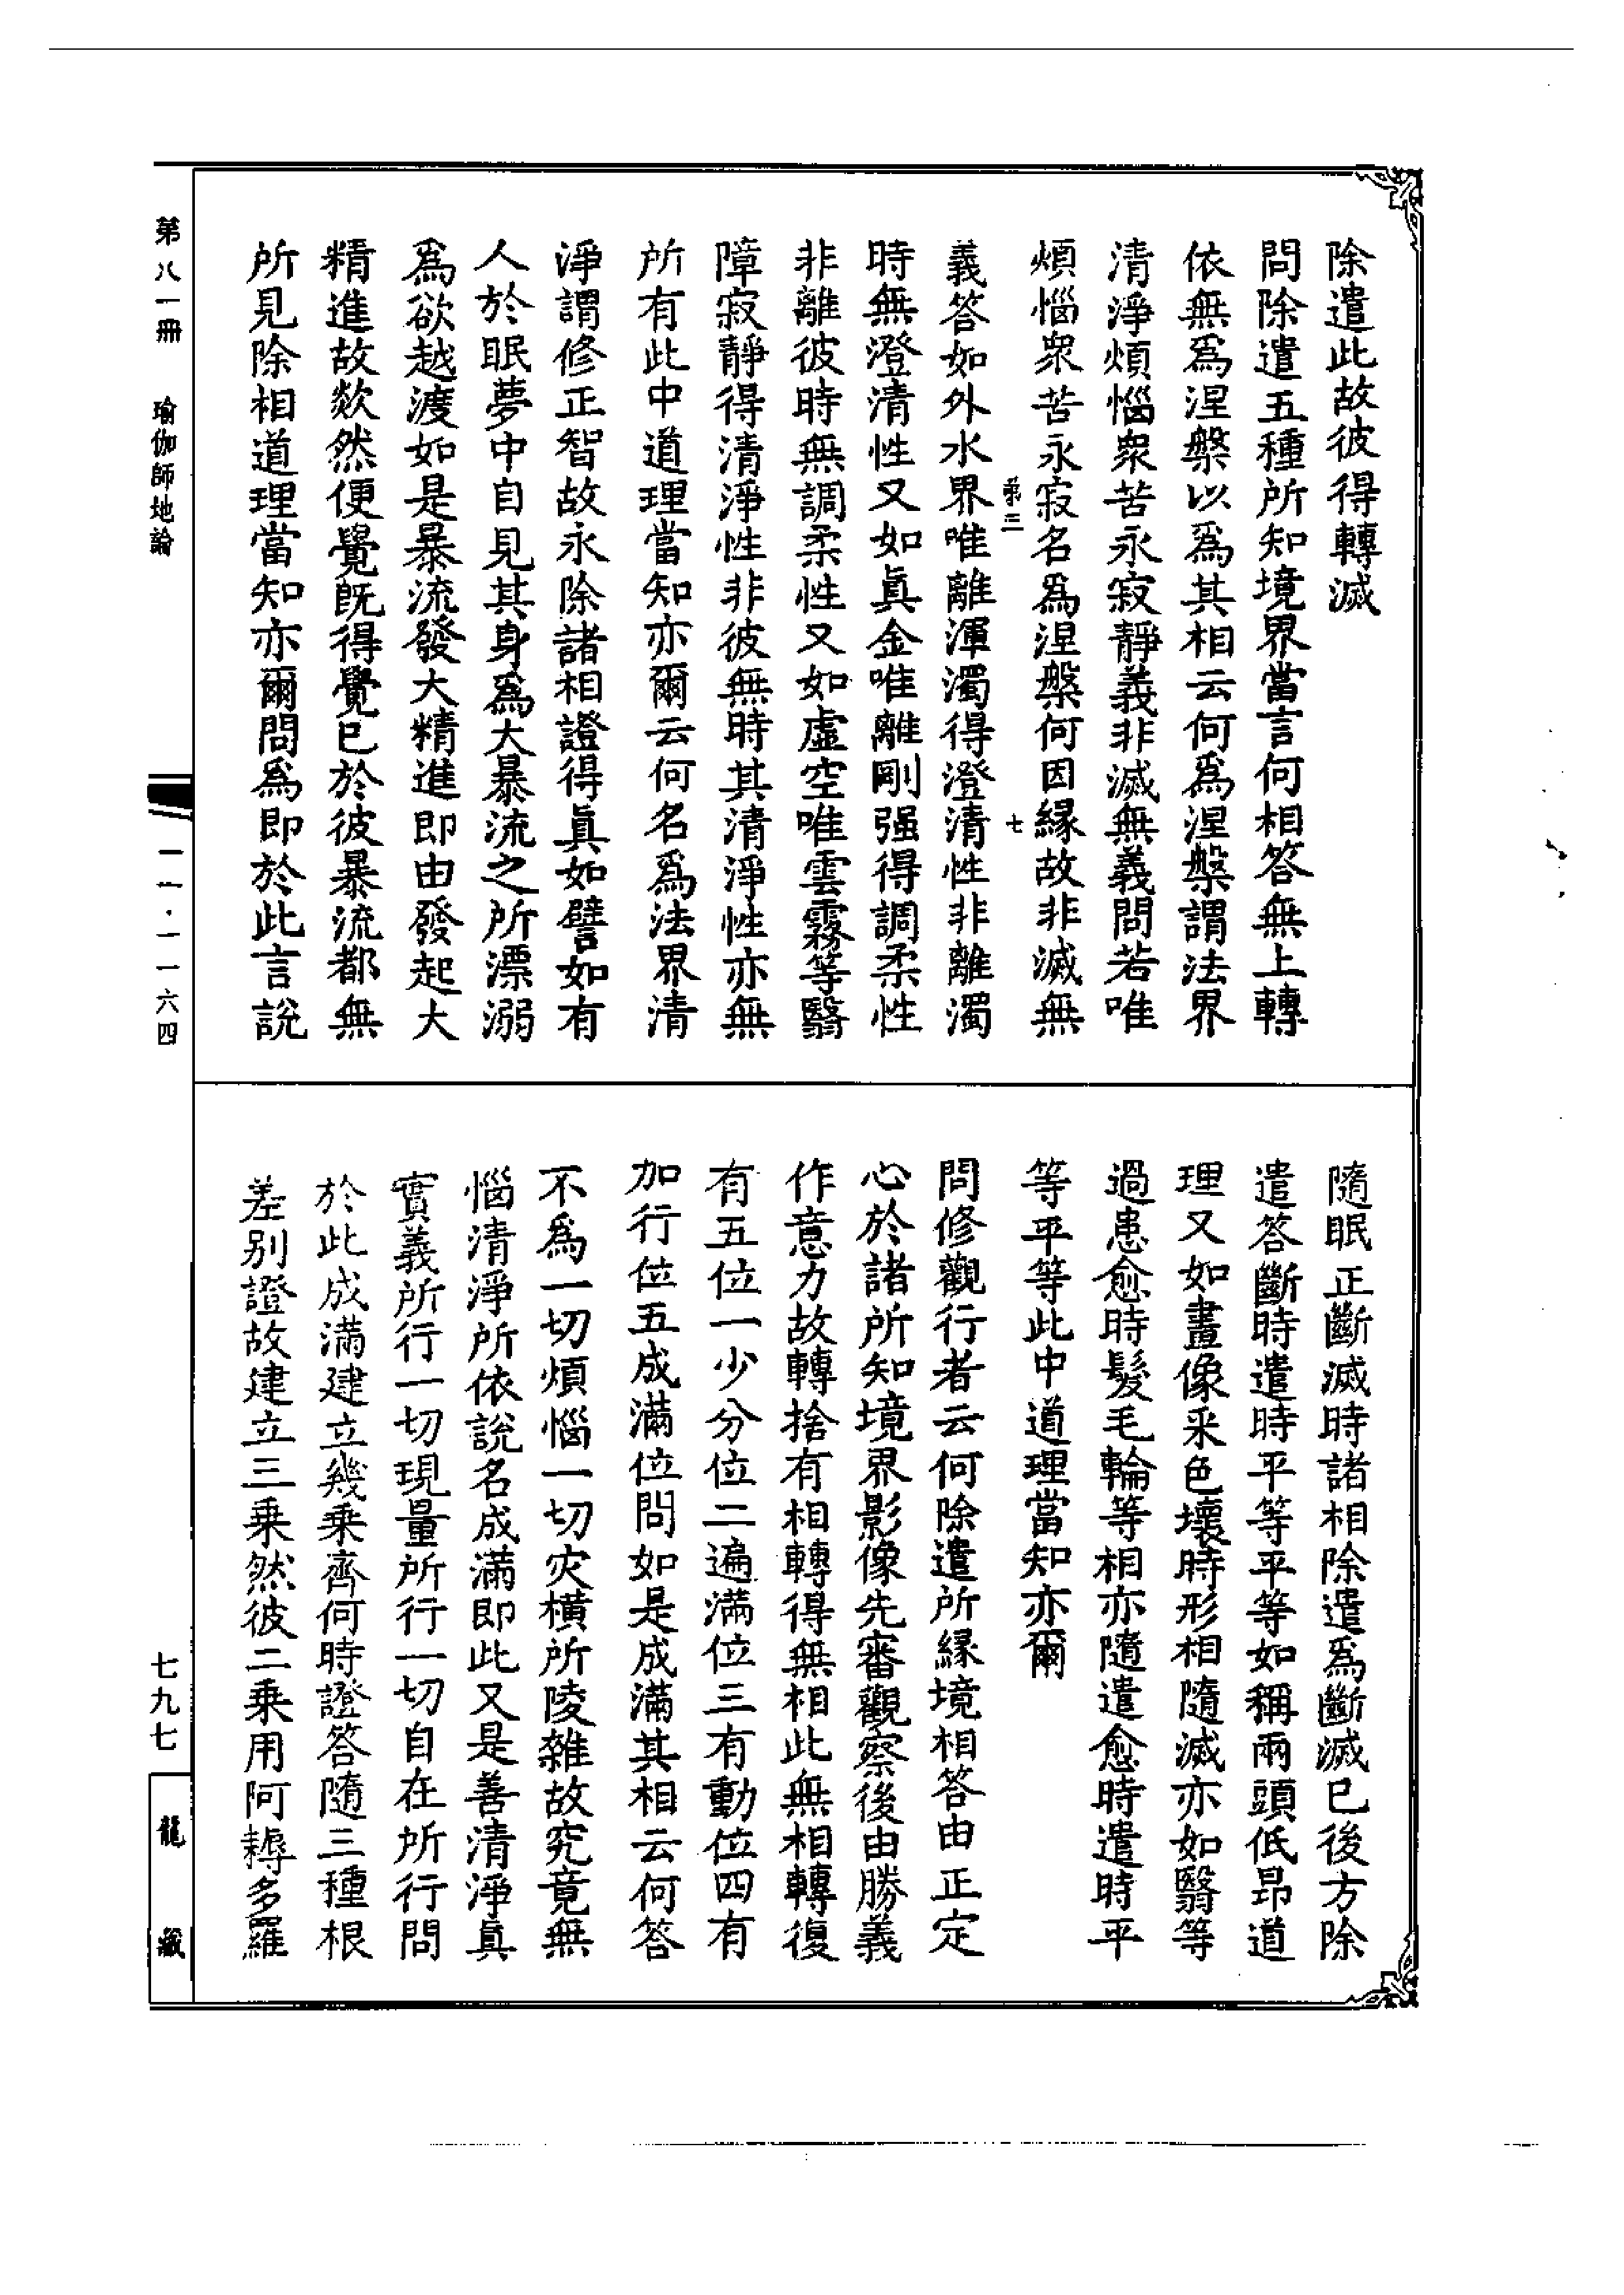 除遣此故彼得轉滅
問除遣五種所知境界當言何相答無上轉
依無爲涅槃以爲其相云何爲涅槃謂法界
清淨煩惱衆苦永寂靜義非滅無義問若唯
煩惱衆苦永寂名爲涅槃何因緣故非滅無
第三 七
義答如外水界唯離渾濁得澄清性非離濁
時無澄清性又如眞金唯離剛强得調柔性
非離彼時無調柔性又如虛空唯雲霧等翳
障寂靜得清淨性非彼無時其清淨性亦無
所有此中道理當知亦爾云何名爲法界清
淨謂修正智故永除諸相證得眞如譬如有
人於眠夢中自見其身爲大暴流之所漂溺
爲欲越渡如是暴流發大精進即由發起大
精進故欻然便覺旣得覺已於彼暴流都無
所見除相道理當知亦爾問爲即於此言說
隨眠正斷滅時諸相除遣爲斷滅已後方除
遣答斷時遣時平等平等如稱兩頭低昂道
理又如畫像采色壞時形相隨滅亦如翳等
過患愈時髮毛輪等相亦隨遣愈時遣時平
等平等此中道理當知亦爾
問修觀行者云何除遣所緣境相答由正定
心於諸所知境界影像先審觀察後由勝義
作意力故轉捨有相轉得無相此無相轉復
有五位一少分位二遍滿位三有動位四有
加行位五成滿位問如是成滿其相云何答
不爲一切煩惱一切灾橫所陵雜故究竟無
惱清淨所依說名成滿即此又是善清淨眞
實義所行一切現量所行一切自在所行問
於此成滿建立幾乘齊何時證答隨三種根
差别證故建立三乘然彼二乘用阿耨多羅
第八一冊 瑜伽師地論
一一·一一六四
七九七
龍藏